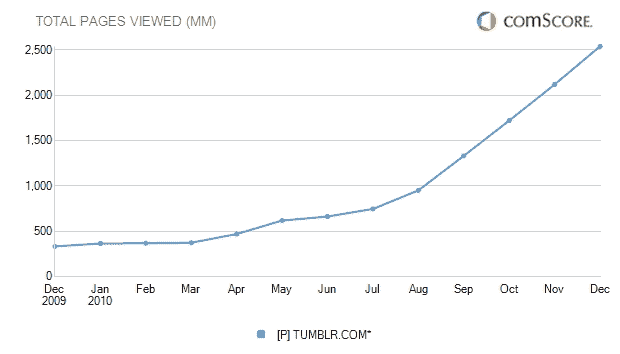 TOTAL PAGES VIEWED (MM)
comSCORE.
2,500
2,000
1,500
1,000
500
0
Dec Jan Feb Mar Apr May Jun Jul Aug Sep Oct Nov Dec
2009 2010
[P] TUMBLR.COM*